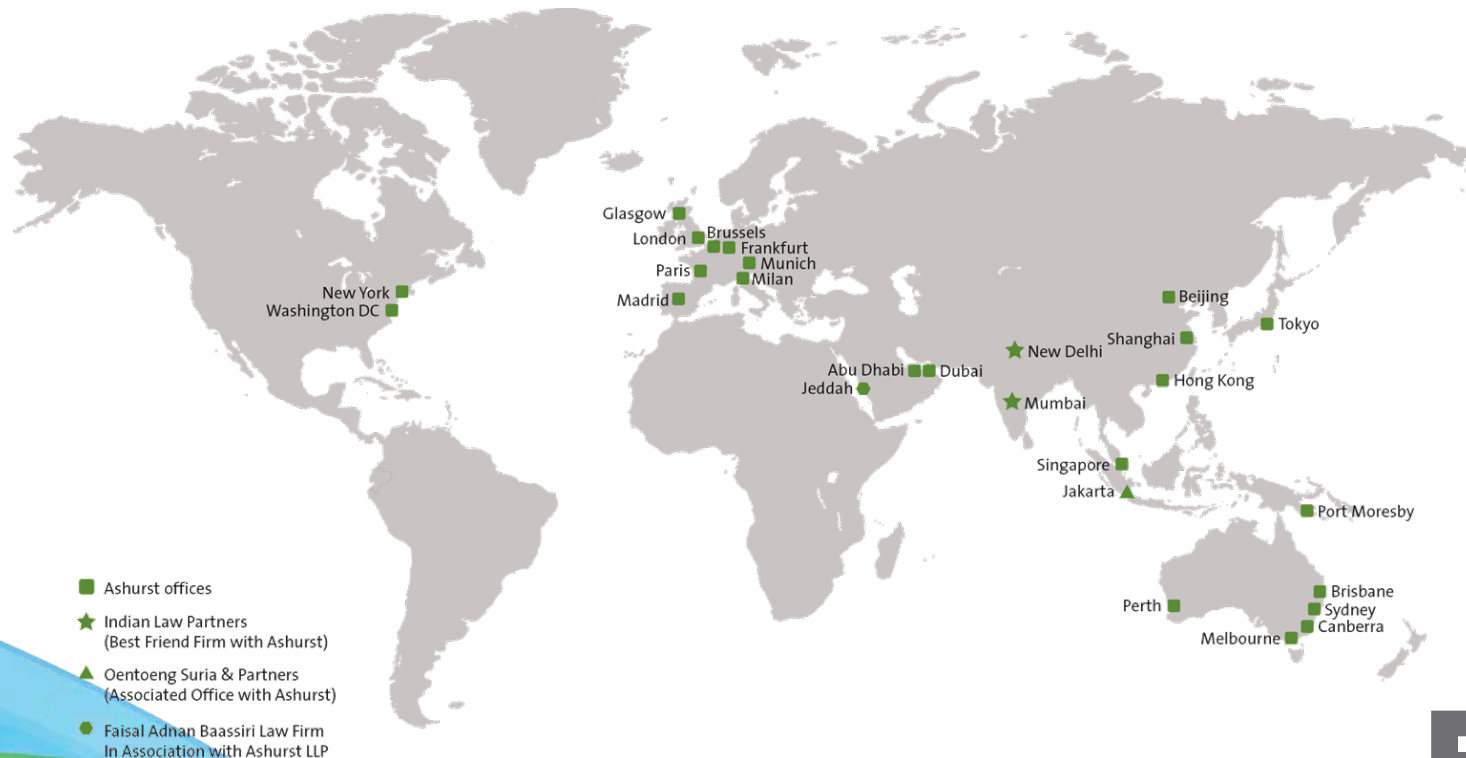 Glasgow
London
Brussels
Frankfurt
Munich
Paris
Milan
Madrid
New York
Washington DC
Beijing
Tokyo
Shanghai
New Delhi
Abu Dhabi
Dubai
Hong Kong
Jeddah
Mumbai
Singapore
Jakarta
Port Moresby
Brisbane
Perth
Sydney
Canberra
Melbourne
Ashurst offices
Indian Law Partners
(Best Friend Firm with Ashurst)
Oentoeng Suria & Partners
(Associated Office with Ashurst)
Faisal Adnan Baassiri Law Firm
In Association with Ashurst LLP